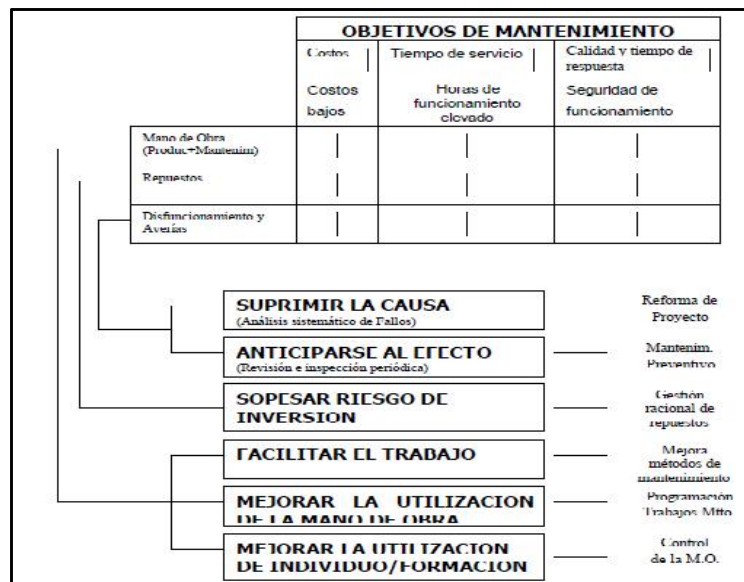 OBJETIVOS DE MANTENIMIENTO
Costos
Tiempo de servicio
Calidad y tiempo de
respuesta
Costos
bajos
Horas de
funcionamiento
elevado
Seguridad de
funcionamiento
Mano de Obra
(Produc+Mantenim)
Repuestos
Disfuncionamiento y
Averías
SUPRIMIR LA CAUSA
(Análisis sistemático de Fallos)
Reforma de
Proyecto
ANTICIPARSE AL EFECTO
(Revisión e inspección periódica)
Mantenim.
Preventivo
SOPESAR RIESGO DE
INVERSION
Gestión
racional de
repuestos
FACILITAR EL TRABAJO
Mejora
métodos de
mantenimiento
MEJORAR LA UTILIZACION
DE LA MANO DE OBRA
Programación
Trabajos Mtto
MEJORAR LA UTILIZACION
DE INDIVIDUO/FORMACION
Control
de la M.O.